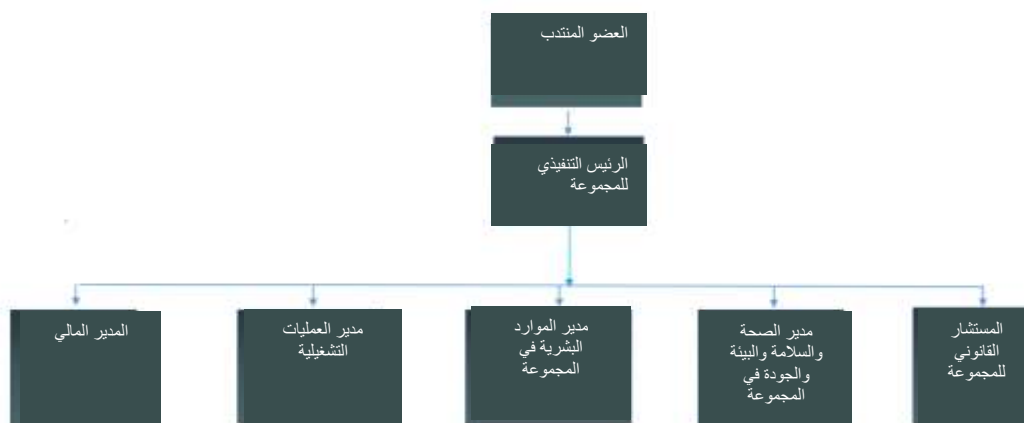 العضو المنتدب
الرئيس التنفيذي
للمجموعة
المستشار
القانوني
للمجموعة
مدير الصحة
والسلامة والبيئة
والجودة في
المجموعة
مدير الموارد
البشرية في
المجموعة
مدير العمليات
التشغيلية
المدير المالي